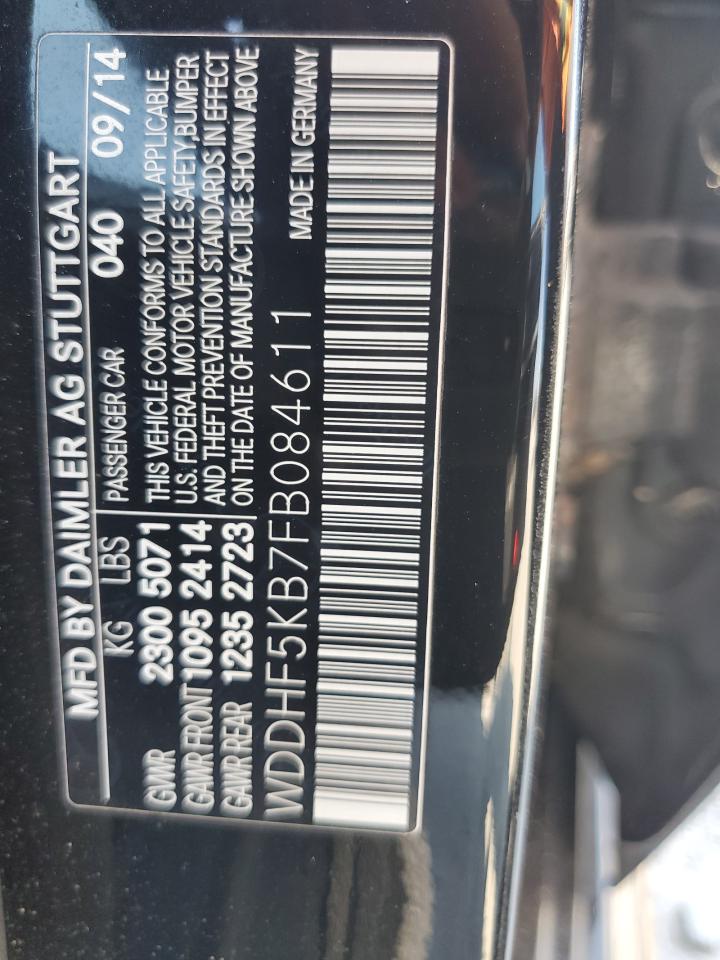 MFD BY DAIMLER AG STUTTGART
KG LBS PASSENGER CAR 040 09/14
GWR 2300 5071 THIS VEHICLE CONFORMS TO ALL APPLICABLE
GAWR FRONT 1095 2414 U.S. FEDERAL MOTOR VEHICLE SAFETY,BUMPER
GAWR REAR 1235 2723 AND THEFT PREVENTION STANDARDS IN EFFECT
ON THE DATE OF MANUFACTURE SHOWN ABOVE
WDDHF5KB7FB084611 MADE IN GERMANY